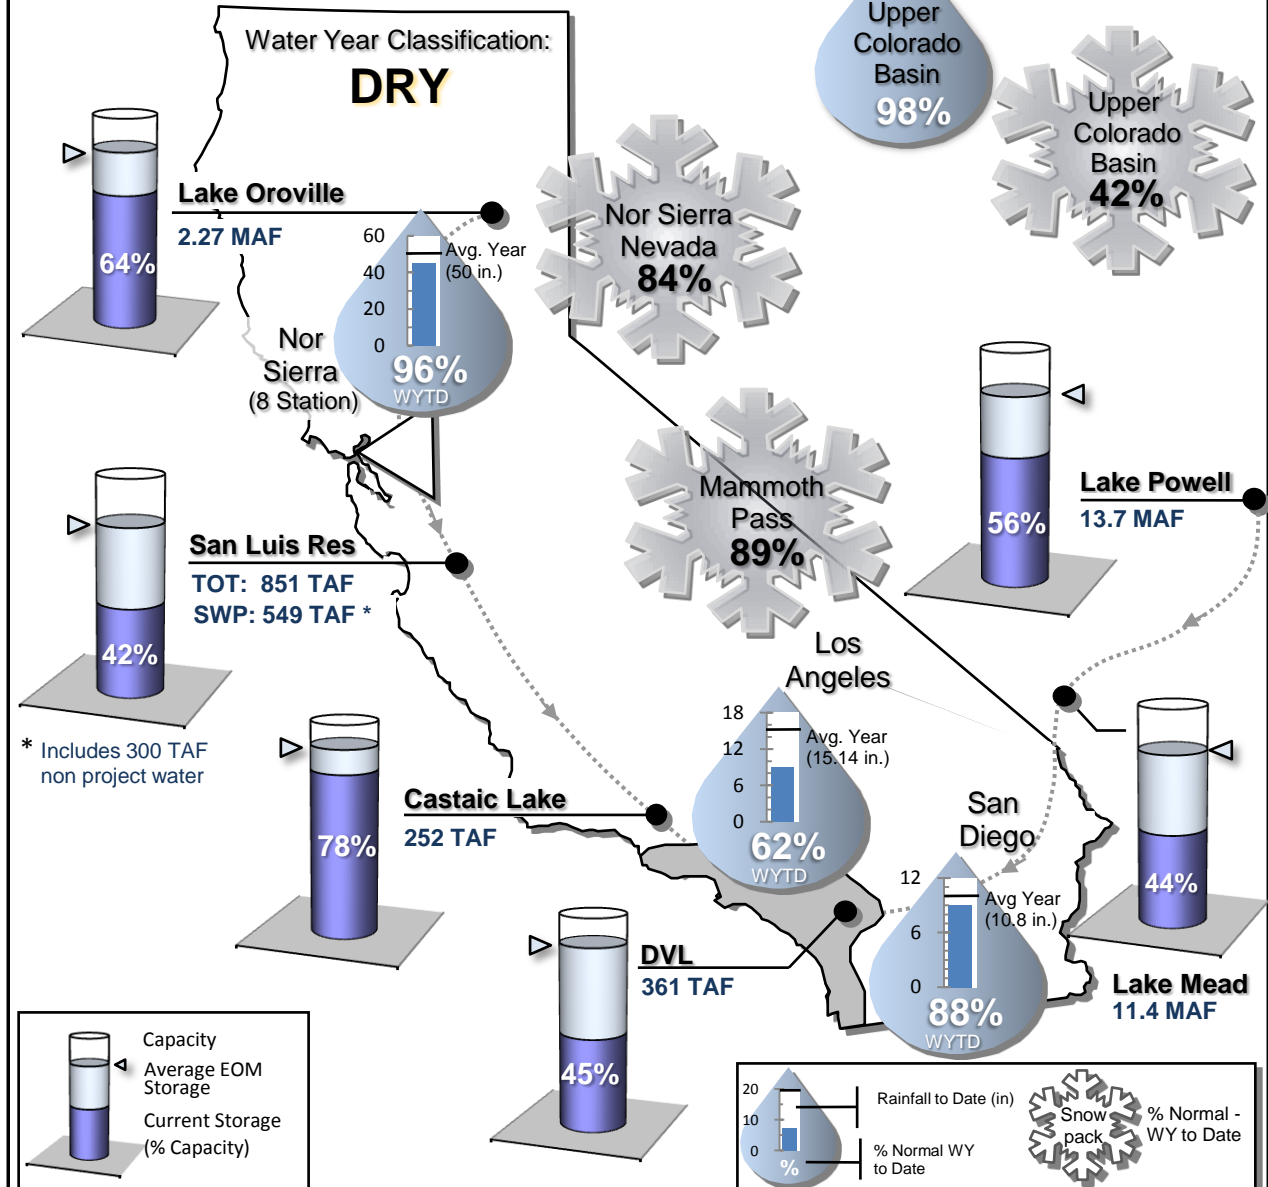 Water Year Classification:
DRY
Upper
Colorado
Basin
98%
Upper
Colorado
Basin
42%
Lake Oroville
2.27 MAF
64%
60
40
20
0
Avg. Year
(50 in.)
96%
WYTD
Nor
Sierra
(8 Station)
Nor Sierra
Nevada
84%
Mammoth
Pass
89%
Lake Powell
13.7 MAF
56%
San Luis Res
TOT: 851 TAF
SWP: 549 TAF *
42%
* Includes 300 TAF
non project water
Los
Angeles
18
12
6
0
Avg. Year
(15.14 in.)
62%
WYTD
Castaic Lake
252 TAF
78%
San
Diego
12
6
0
Avg Year
(10.8 in.)
88%
WYTD
44%
Lake Mead
11.4 MAF
DVL
361 TAF
45%
Capacity
Average EOM
Storage
Current Storage
(% Capacity)
20
10
0
%
Rainfall to Date (in)
% Normal WY
to Date
Snow
pack
% Normal -
WY to Date